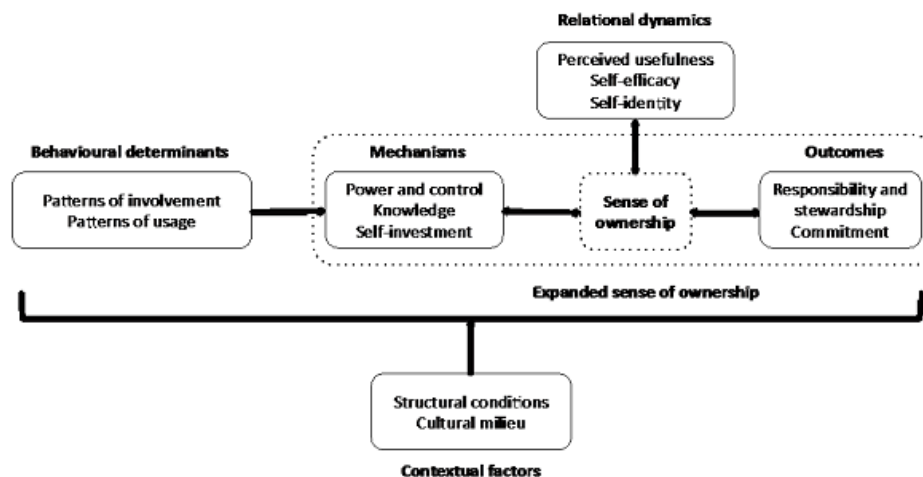 Relational dynamics
Perceived usefulness
Self-efficacy
Self-identity
Behavioural determinants
Patterns of involvement
Patterns of usage
Mechanisms
Power and control
Knowledge
Self-investment
Sense of
ownership
Outcomes
Responsibility and
stewardship
Commitment
Expanded sense of ownership
Structural conditions
Cultural milieu
Contextual factors